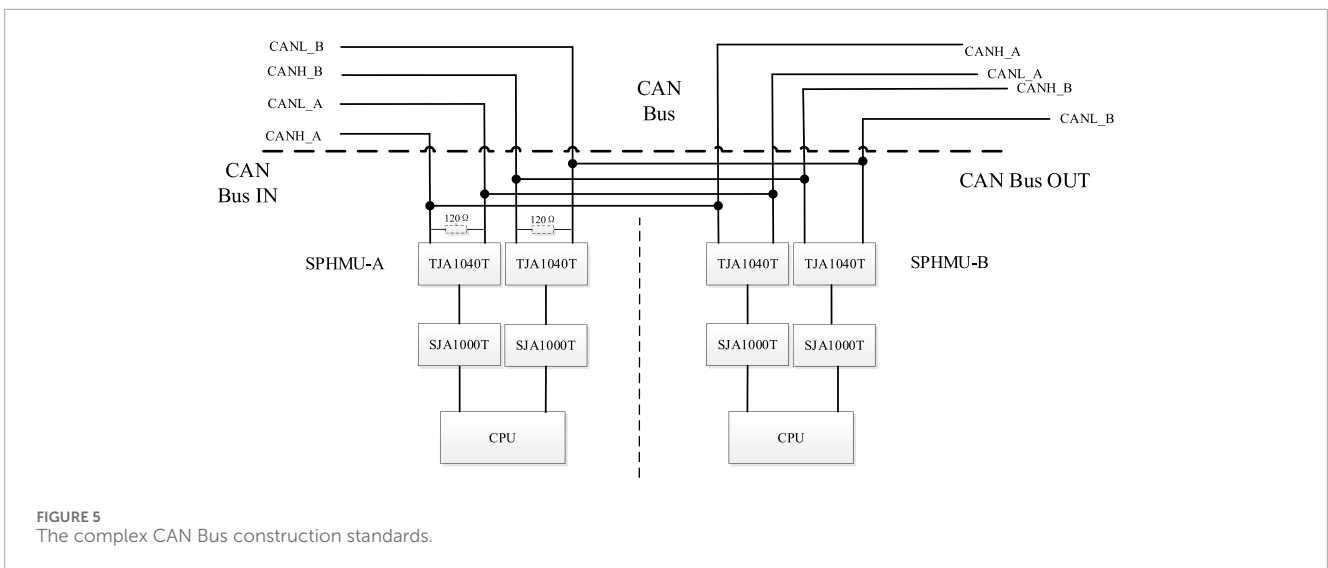 CANL_B
CANH_B
CANL_A
CANH_A
CAN
Bus
CANH_A
CANL_A
CANH_B
CANL_B
CAN
Bus IN
CAN Bus OUT
120 Ω
120 Ω
SPHMU-A
TJA1040T
TJA1040T
TJA1040T
TJA1040T
SPHMU-B
SJA1000T
SJA1000T
SJA1000T
SJA1000T
CPU
CPU
FIGURE 5
The complex CAN Bus construction standards.